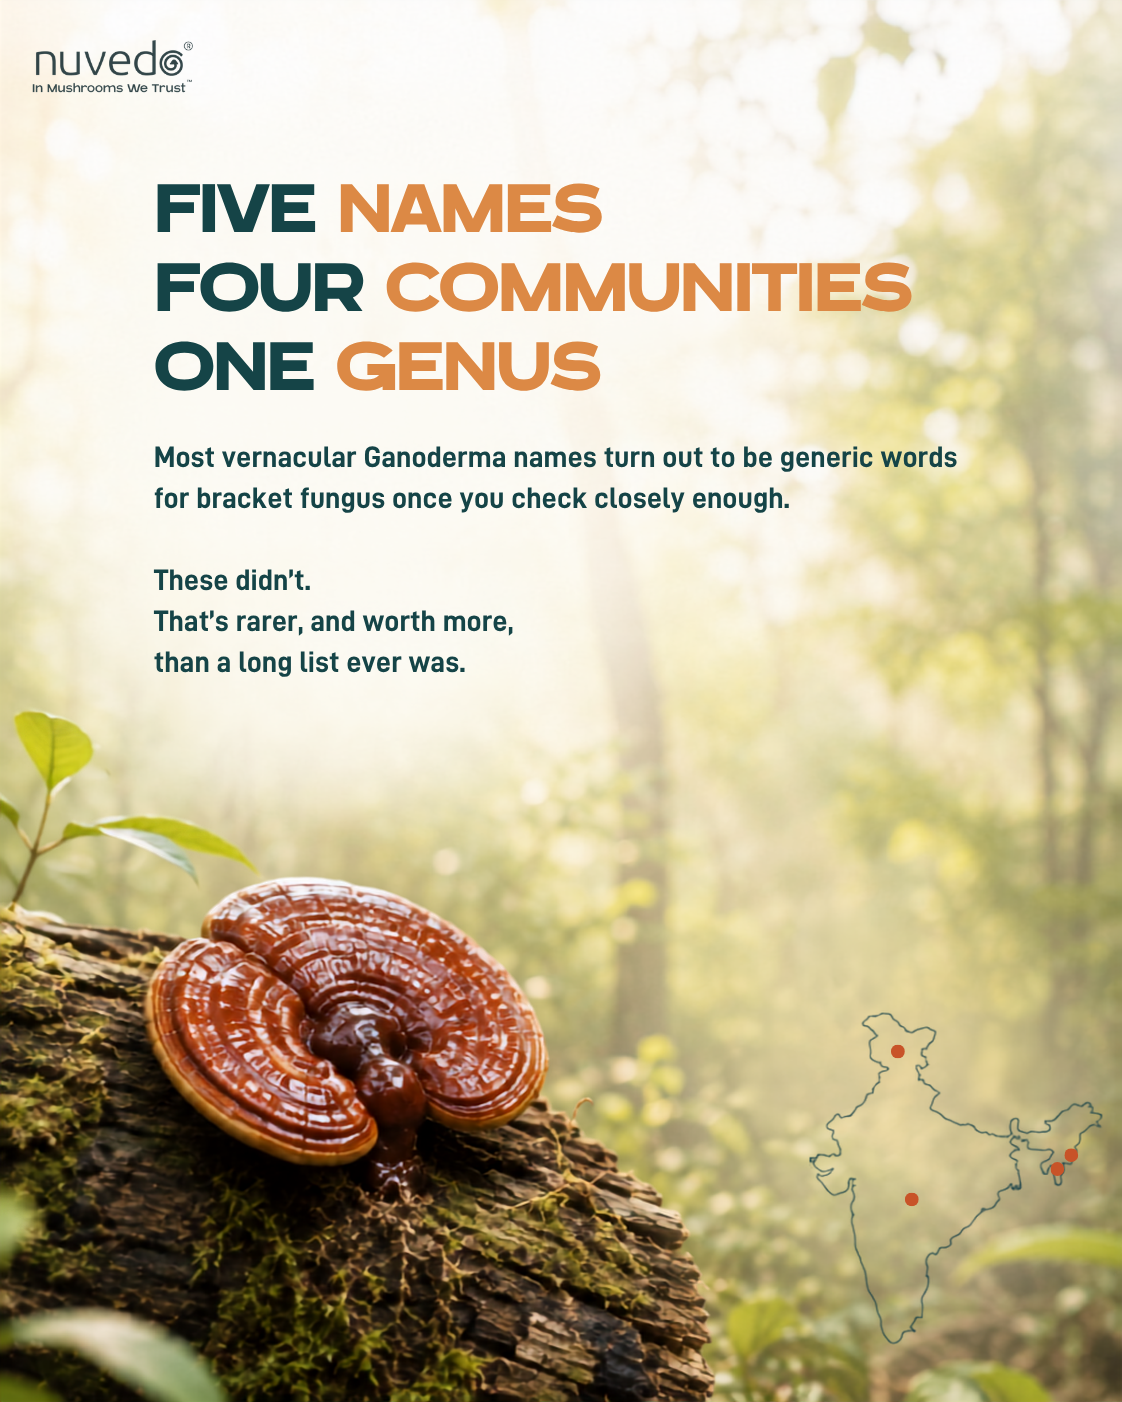 nuvedo®
In Mushrooms We Trust™
FIVE NAMES
FOUR COMMUNITIES
ONE GENUS
Most vernacular Ganoderma names turn out to be generic words
for bracket fungus once you check closely enough.
These didn't.
That's rarer, and worth more,
than a long list ever was.